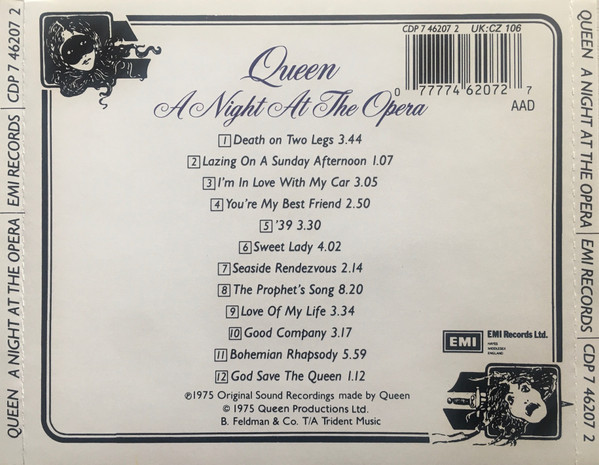 QUEEN A NIGHT AT THE OPERA EMI RECORDS CDP 7 46207 2
CDP 7 46207 2 UK:CZ 106
0 77774 62072 7
AAD
Queen
A Night At The Opera
1 Death on Two Legs 3.44
2 Lazing On A Sunday Afternoon 1.07
3 I'm In Love With My Car 3.05
4 You're My Best Friend 2.50
5 '39 3.30
6 Sweet Lady 4.02
7 Seaside Rendezvous 2.14
8 The Prophet's Song 8.20
9 Love Of My Life 3.34
10 Good Company 3.17
11 Bohemian Rhapsody 5.59
12 God Save The Queen 1.12
EMI
EMI Records Ltd.
HAYES
MIDDLESEX
ENGLAND
℗1975 Original Sound Recordings made by Queen
© 1975 Queen Productions Ltd.
B. Feldman & Co. T/A Trident Music
QUEEN A NIGHT AT THE OPERA EMI RECORDS CDP 7 46207 2